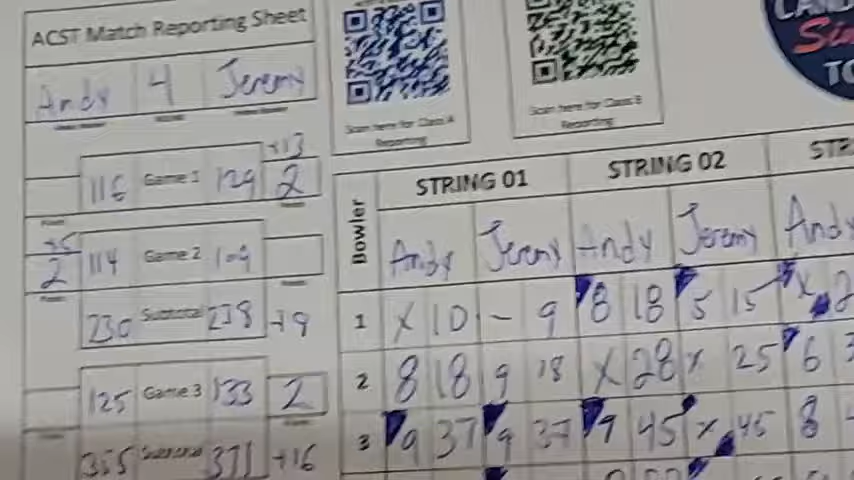 ACST Match Reporting Sheet
Andy 4 Jeremy
+13
116 Game 1 129 2
+5
2 114 Game 2 109
230 Subtotal 238 +8
125 Game 3 133 2
355 Subtotal 371 +16
Scan here for Class A
Reporting
Scan here for Class B
Reporting
STRING 01 STRING 02 STR
Bowler Andy Jeremy Andy Jeremy Andy
1 X 10 - 9 8 18 5 15 X
2 8 18 9 18 X 28 X 25 6
3 9 37 9 37 9 45 X 45 8